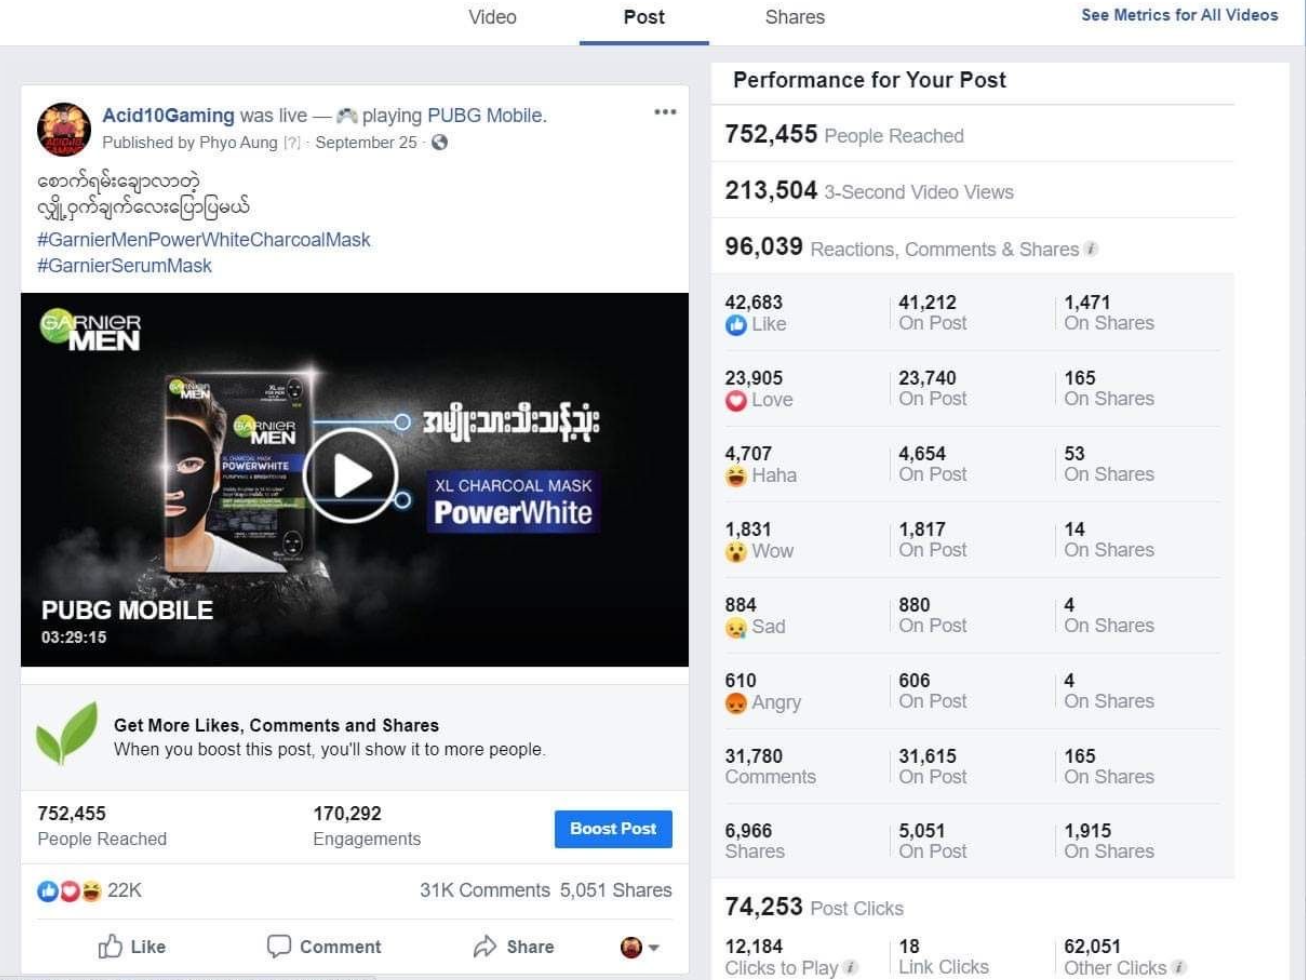 Video
Post
Shares
See Metrics for All Videos
Acid10Gaming was live — playing PUBG Mobile.
Published by Phyo Aung [?] · September 25 ·
စောက်ရမ်းချောလာတဲ့
လျှို့ဝှက်ချက်လေးပြောပြမယ်
#GarnierMenPowerWhiteCharcoalMask
#GarnierSerumMask
GARNIER
MEN
GARNIER
MEN
GARNIER
MEN
XL CHARCOAL MASK
POWERWHITE
အမျိုးသားသီးသန့်သုံး
XL CHARCOAL MASK
PowerWhite
PUBG MOBILE
03:29:15
Get More Likes, Comments and Shares
When you boost this post, you'll show it to more people.
752,455
People Reached
170,292
Engagements
Boost Post
22K
31K Comments 5,051 Shares
Like
Comment
Share
Performance for Your Post
752,455 People Reached
213,504 3-Second Video Views
96,039 Reactions, Comments & Shares
42,683 41,212 1,471
Like On Post On Shares
23,905 23,740 165
Love On Post On Shares
4,707 4,654 53
Haha On Post On Shares
1,831 1,817 14
Wow On Post On Shares
884 880 4
Sad On Post On Shares
610 606 4
Angry On Post On Shares
31,780 31,615 165
Comments On Post On Shares
6,966 5,051 1,915
Shares On Post On Shares
74,253 Post Clicks
12,184 18 62,051
Clicks to Play Link Clicks Other Clicks